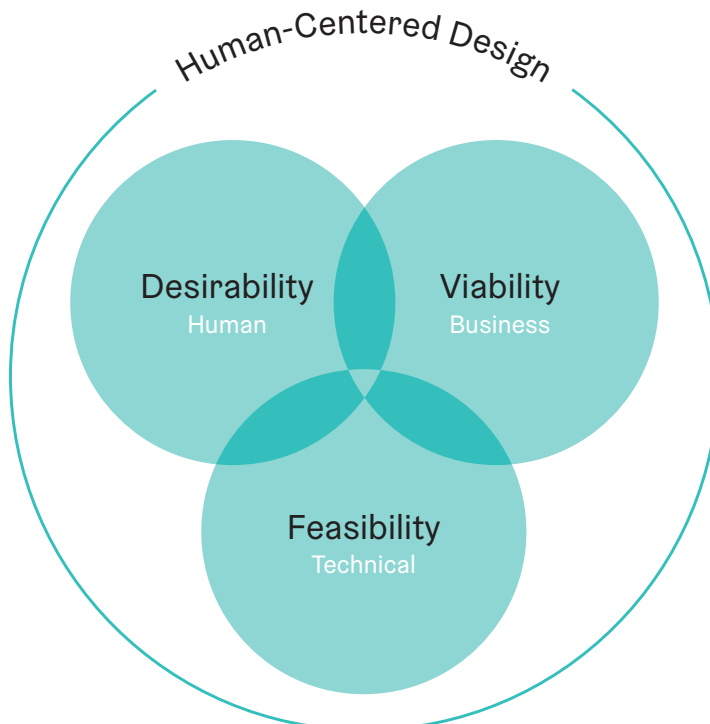 Human-Centered Design
Desirability
Human
Viability
Business
Feasibility
Technical